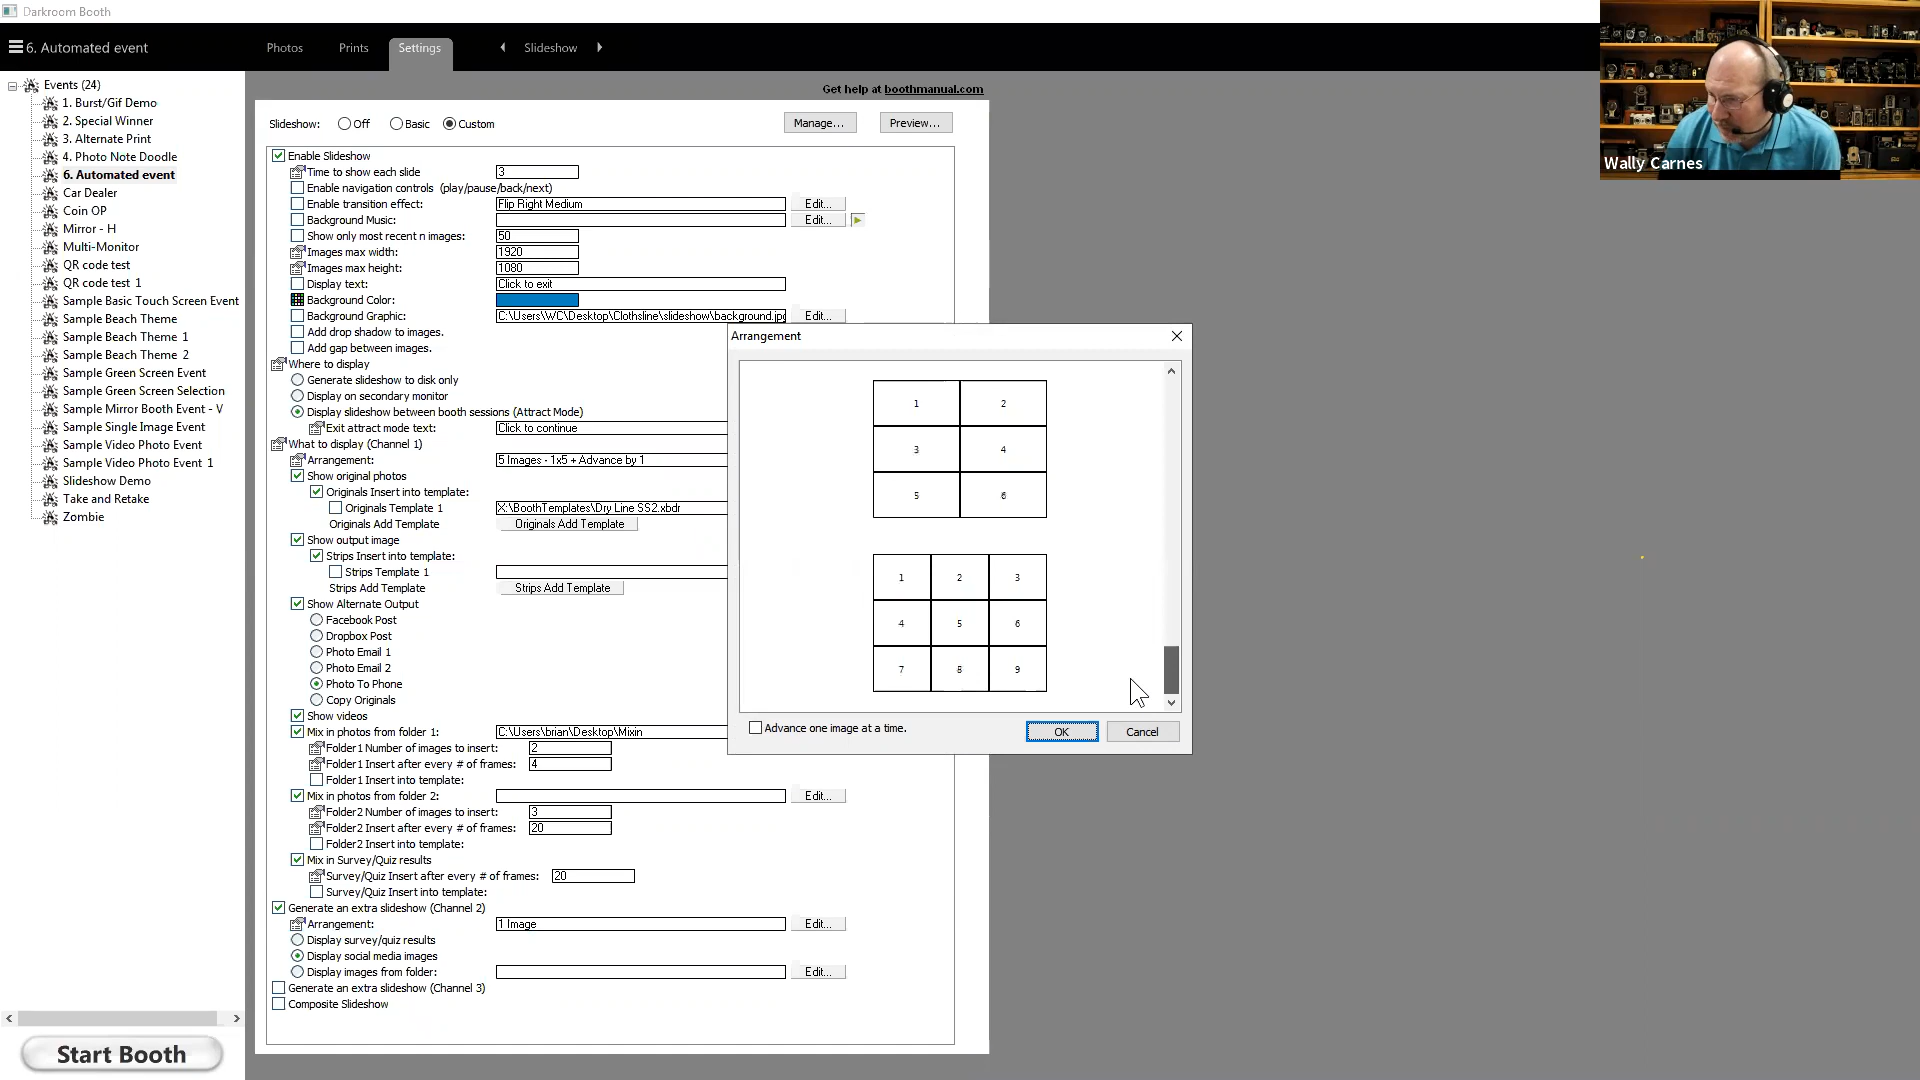 Darkroom Booth
6. Automated event
Photos
Prints
Settings
Slideshow
Wally Carnes
Events (24)
1. Burst/Gif Demo
2. Special Winner
3. Alternate Print
4. Photo Note Doodle
6. Automated event
Car Dealer
Coin OP
Mirror - H
Multi-Monitor
QR code test
QR code test 1
Sample Basic Touch Screen Event
Sample Beach Theme
Sample Beach Theme 1
Sample Beach Theme 2
Sample Green Screen Event
Sample Green Screen Selection
Sample Mirror Booth Event - V
Sample Single Image Event
Sample Video Photo Event
Sample Video Photo Event 1
Slideshow Demo
Take and Retake
Zombie
Start Booth
Get help at boothmanual.com
Slideshow: Off Basic Custom Manage... Preview...
Enable Slideshow
Time to show each slide 3
Enable navigation controls (play/pause/back/next)
Enable transition effect: Flip Right Medium Edit...
Background Music: Edit...
Show only most recent n images: 50
Images max width: 1920
Images max height: 1080
Display text: Click to exit
Background Color:
Background Graphic: C:\Users\WC\Desktop\Clothsline\slideshow\background.jpg Edit...
Add drop shadow to images.
Add gap between images.
Where to display
Generate slideshow to disk only
Display on secondary monitor
Display slideshow between booth sessions (Attract Mode)
Exit attract mode text: Click to continue
What to display (Channel 1)
Arrangement: 5 Images - 1x5 + Advance by 1
Show original photos
Originals Insert into template:
Originals Template 1 X:\BoothTemplates\Dry Line SS2.xbdr
Originals Add Template Originals Add Template
Show output image
Strips Insert into template:
Strips Template 1
Strips Add Template Strips Add Template
Show Alternate Output
Facebook Post
Dropbox Post
Photo Email 1
Photo Email 2
Photo To Phone
Copy Originals
Show videos
Mix in photos from folder 1: C:\Users\brian\Desktop\Mixin
Folder1 Number of images to insert: 2
Folder1 Insert after every # of frames: 4
Folder1 Insert into template:
Mix in photos from folder 2: Edit...
Folder2 Number of images to insert: 3
Folder2 Insert after every # of frames: 20
Folder2 Insert into template:
Mix in Survey/Quiz results
Survey/Quiz Insert after every # of frames: 20
Survey/Quiz Insert into template:
Generate an extra slideshow (Channel 2)
Arrangement: 1 Image Edit...
Display survey/quiz results
Display social media images
Display images from folder: Edit...
Generate an extra slideshow (Channel 3)
Composite Slideshow
Arrangement
1 2
3 4
5 6
1 2 3
4 5 6
7 8 9
Advance one image at a time.
OK
Cancel